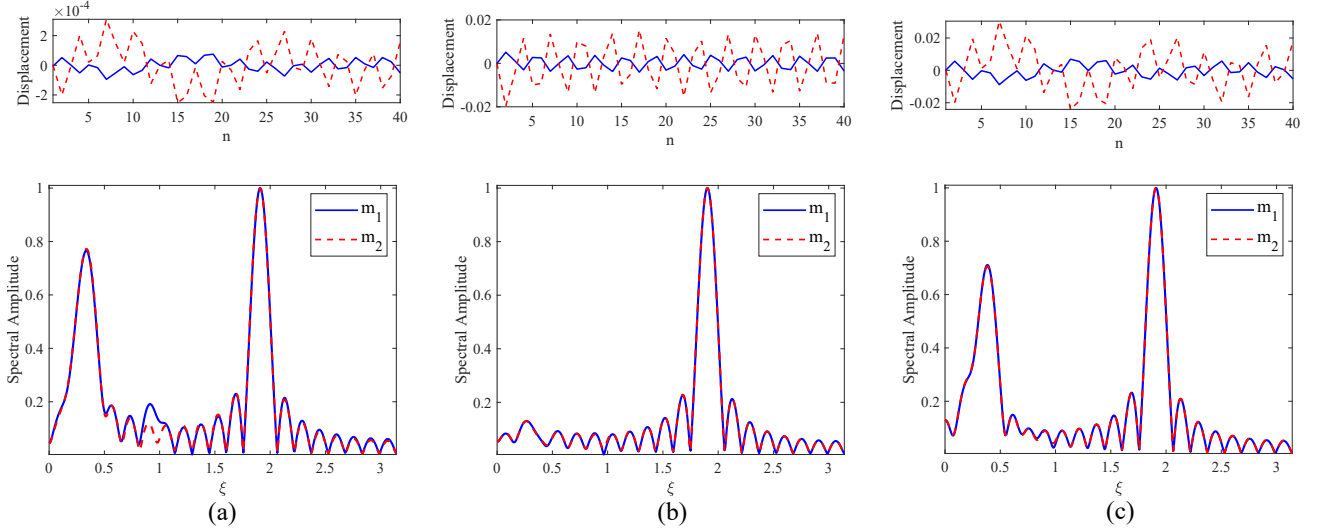 ×10⁻⁴
Displacement
2
0
-2
5 10 15 20 25 30 35 40
n
Spectral Amplitude
1
0.8
0.6
0.4
0.2
0 0.5 1 1.5 2 2.5 3
ξ
m₁
m₂
(a)
Displacement
0.02
0
-0.02
5 10 15 20 25 30 35 40
n
Spectral Amplitude
1
0.8
0.6
0.4
0.2
0 0.5 1 1.5 2 2.5 3
ξ
m₁
m₂
(b)
Displacement
0.02
0
-0.02
5 10 15 20 25 30 35 40
n
Spectral Amplitude
1
0.8
0.6
0.4
0.2
0 0.5 1 1.5 2 2.5 3
ξ
m₁
m₂
(c)